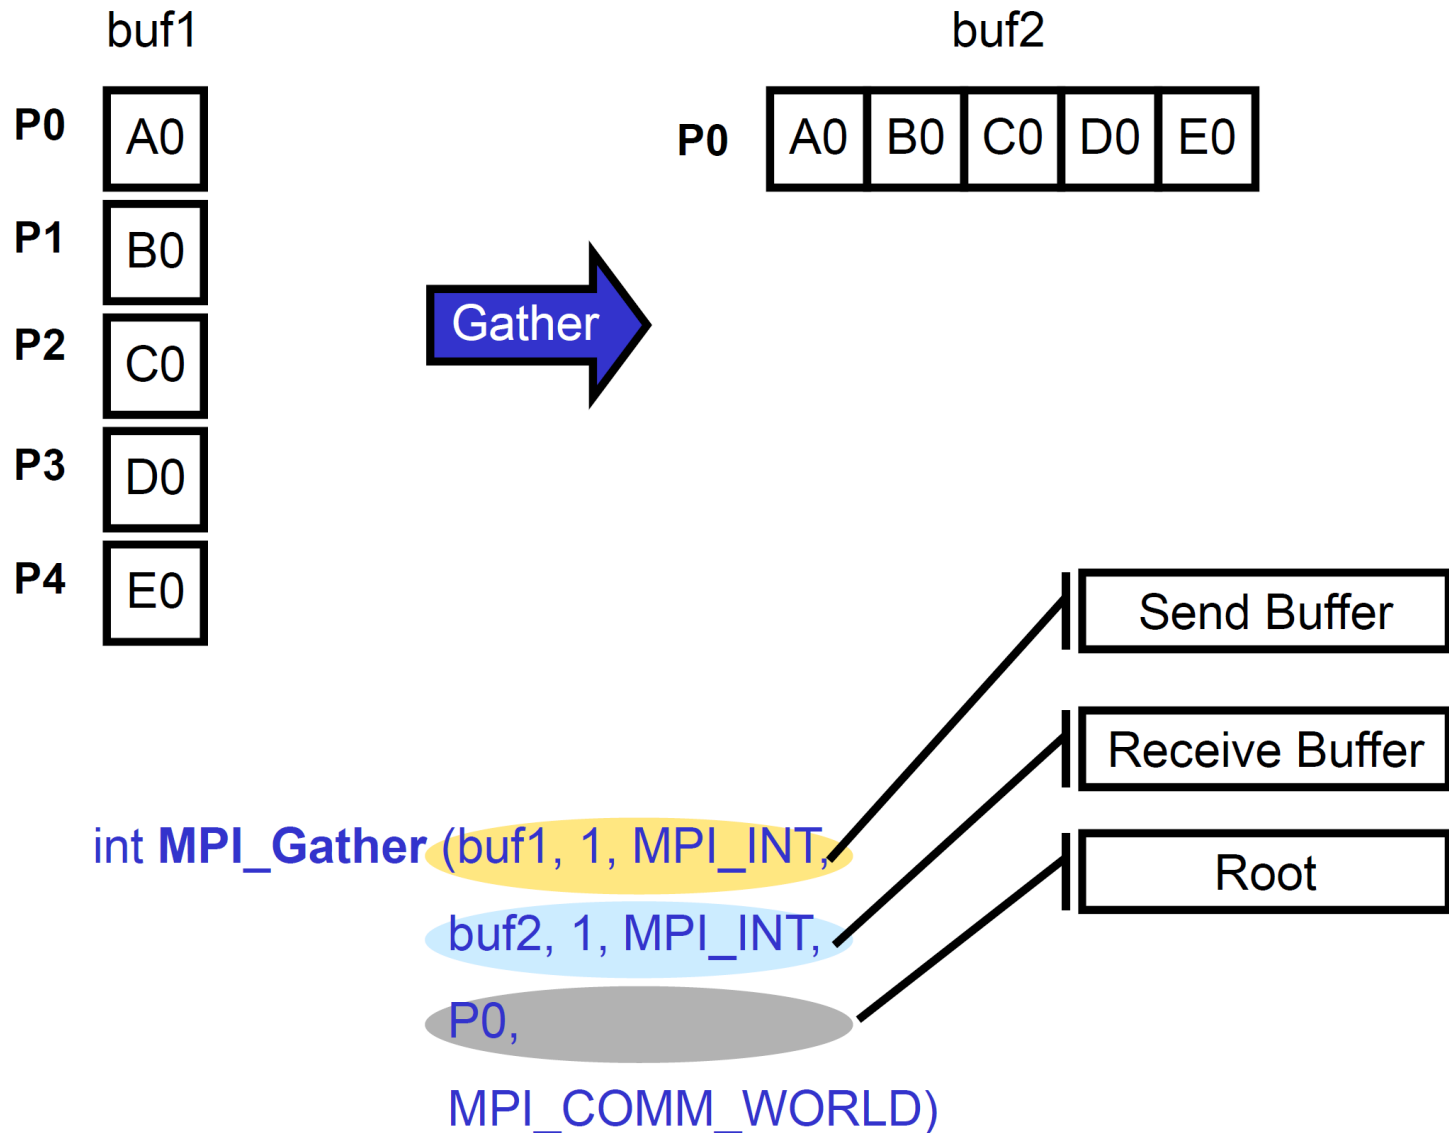 buf1
buf2
P0
A0
P0
A0 B0 C0 D0 E0
P1
B0
Gather
P2
C0
P3
D0
P4
E0
Send Buffer
Receive Buffer
int MPI_Gather (buf1, 1, MPI_INT,
Root
buf2, 1, MPI_INT,
P0,
MPI_COMM_WORLD)